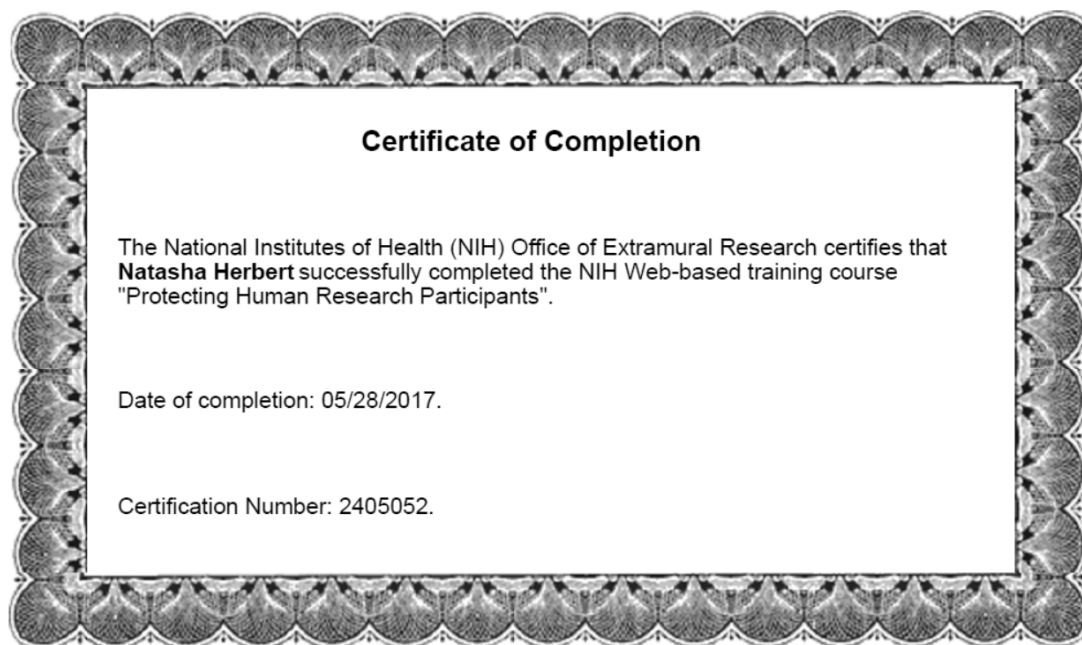 Certificate of Completion
The National Institutes of Health (NIH) Office of Extramural Research certifies that
Natasha Herbert successfully completed the NIH Web-based training course
"Protecting Human Research Participants".
Date of completion: 05/28/2017.
Certification Number: 2405052.